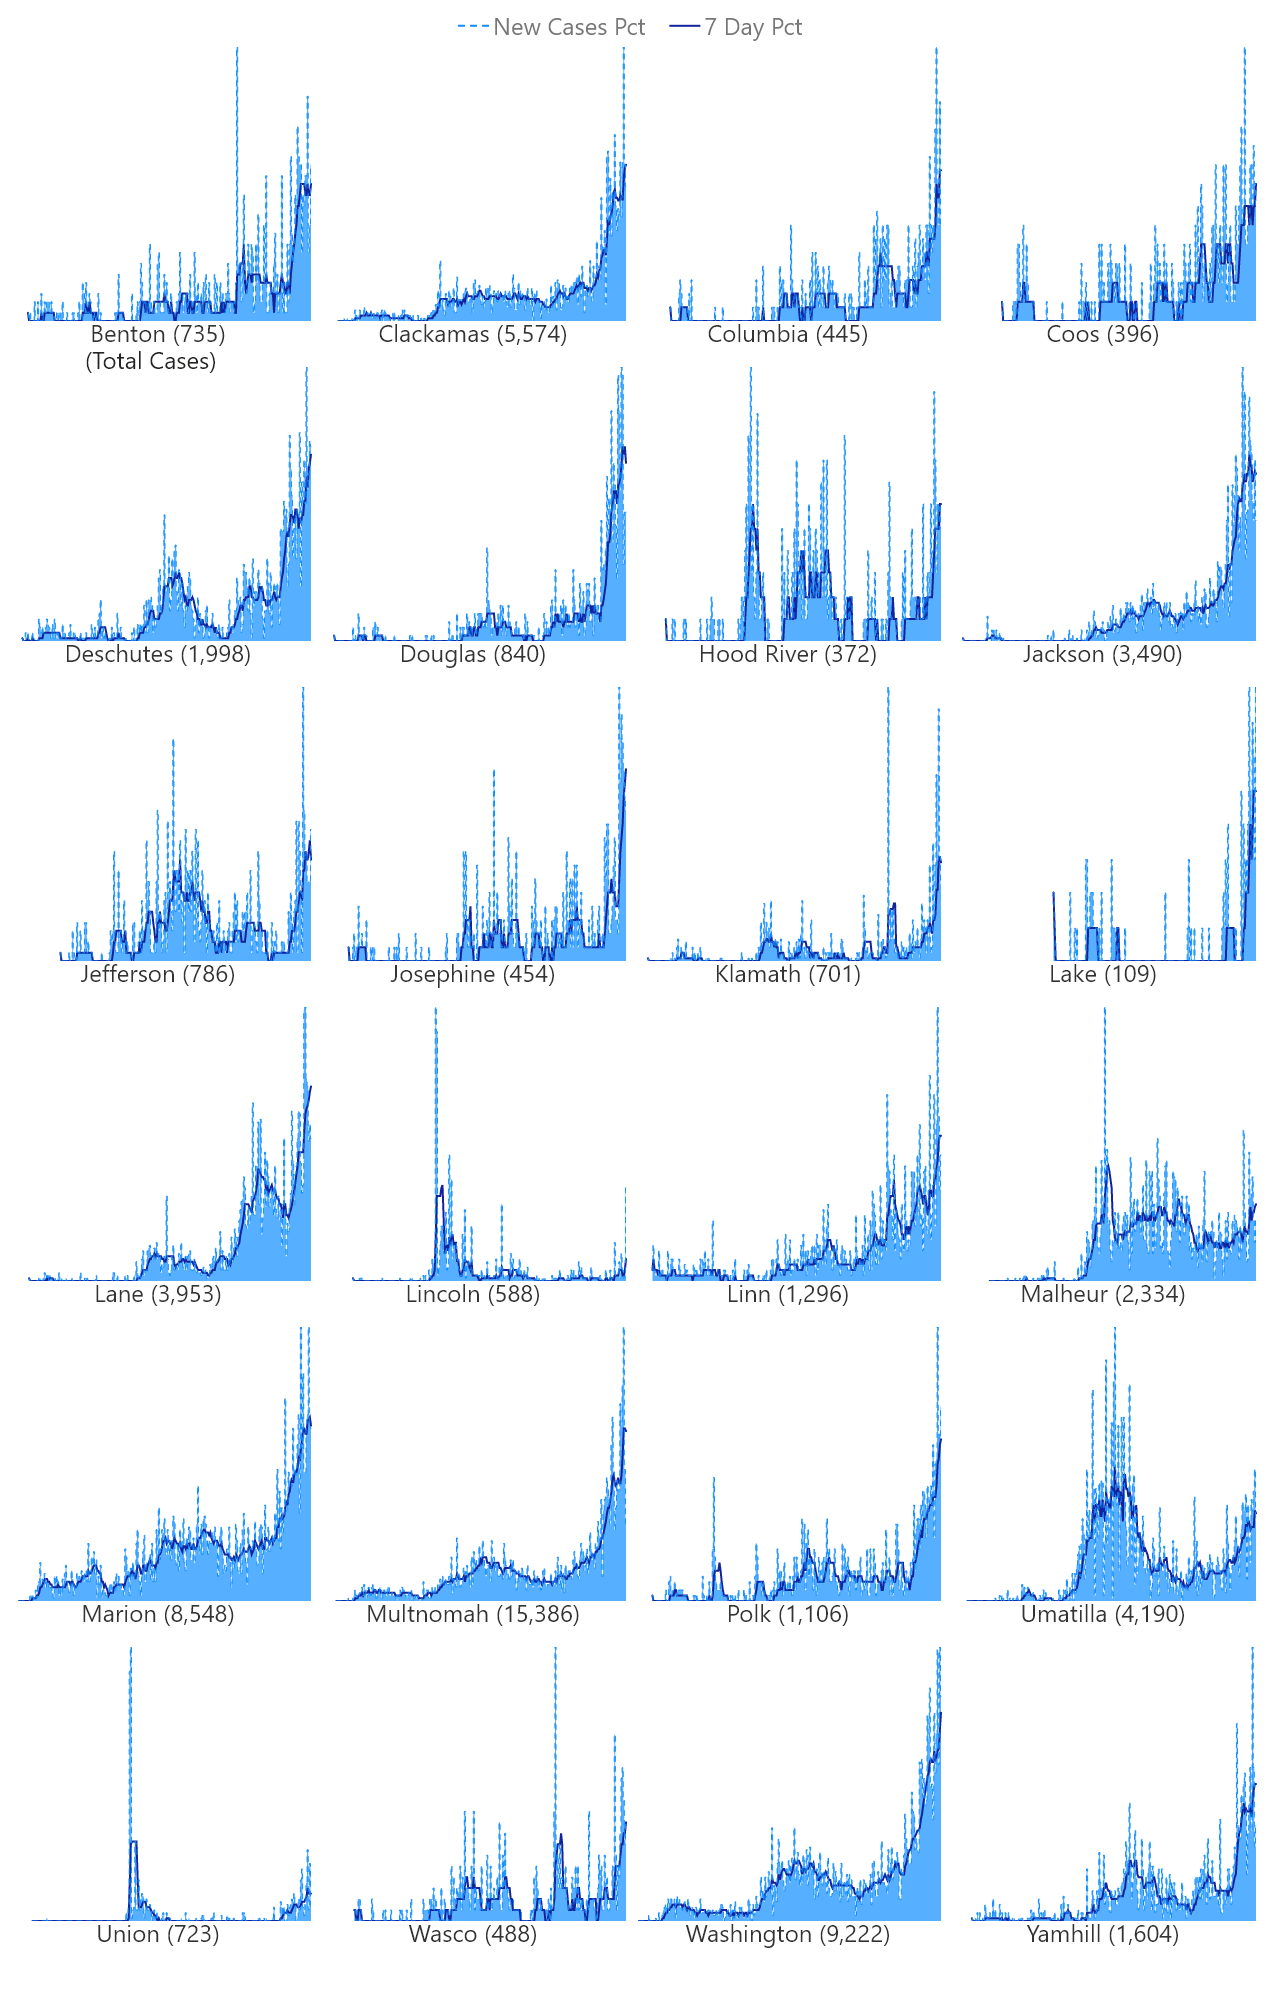 New Cases Pct 7 Day Pct
Benton (735) Clackamas (5,574) Columbia (445) Coos (396)
(Total Cases)
Deschutes (1,998) Douglas (840) Hood River (372) Jackson (3,490)
Jefferson (786) Josephine (454) Klamath (701) Lake (109)
Lane (3,953) Lincoln (588) Linn (1,296) Malheur (2,334)
Marion (8,548) Multnomah (15,386) Polk (1,106) Umatilla (4,190)
Union (723) Wasco (488) Washington (9,222) Yamhill (1,604)